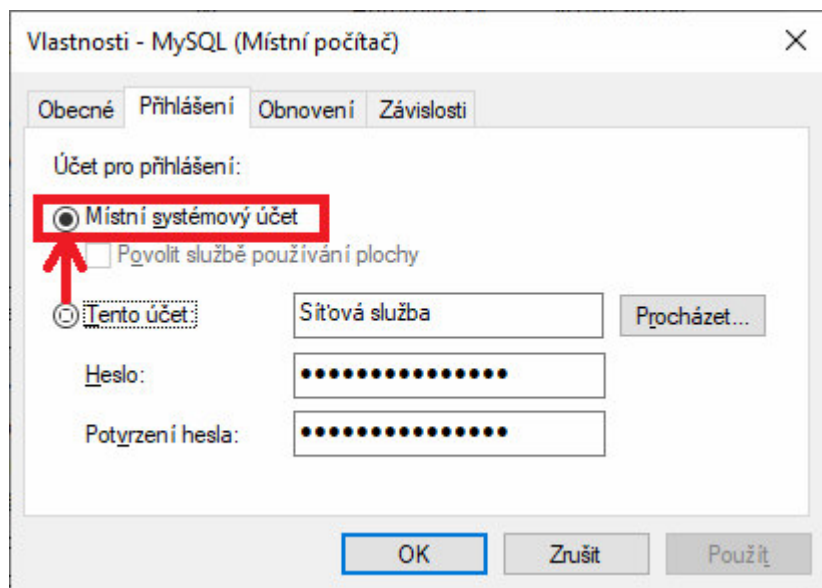 Vlastnosti - MySQL (Místní počítač)
Obecné Přihlášení Obnovení Závislosti
Účet pro přihlášení:
Místní systémový účet
Povolit službě používání plochy
Tento účet: Síťová služba Procházet...
Heslo: •••••••••••••••
Potvrzení hesla: •••••••••••••••
OK Zrušit Použít